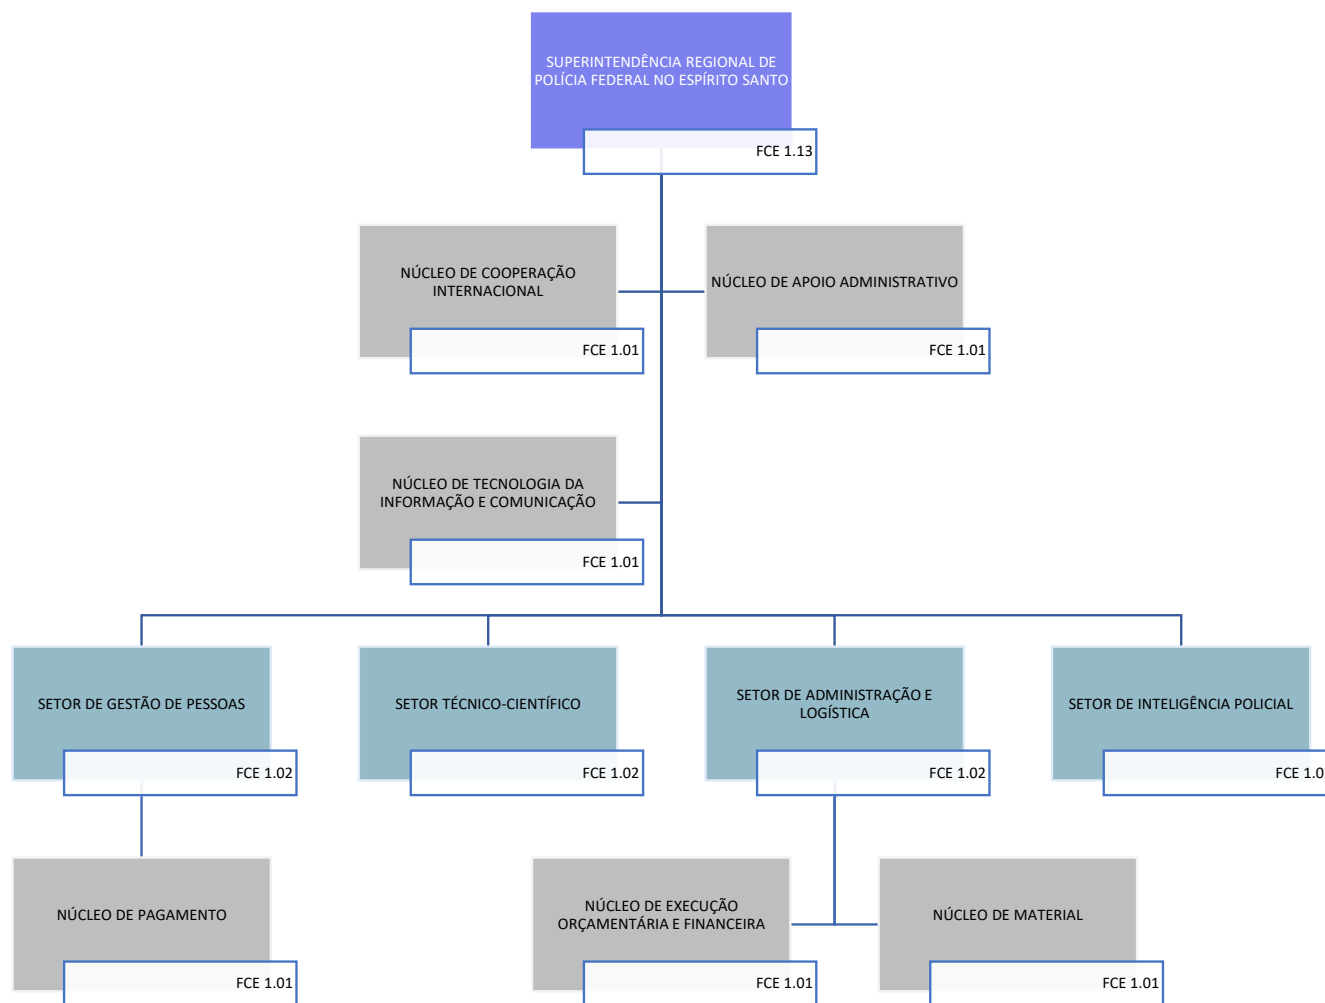 SUPERINTENDÊNCIA REGIONAL DE
POLÍCIA FEDERAL NO ESPÍRITO SANTO
FCE 1.13
NÚCLEO DE COOPERAÇÃO
INTERNACIONAL
FCE 1.01
NÚCLEO DE APOIO ADMINISTRATIVO
FCE 1.01
NÚCLEO DE TECNOLOGIA DA
INFORMAÇÃO E COMUNICAÇÃO
FCE 1.01
SETOR DE GESTÃO DE PESSOAS
FCE 1.02
SETOR TÉCNICO-CIENTÍFICO
FCE 1.02
SETOR DE ADMINISTRAÇÃO E
LOGÍSTICA
FCE 1.02
SETOR DE INTELIGÊNCIA POLICIAL
FCE
NÚCLEO DE PAGAMENTO
FCE 1.01
NÚCLEO DE EXECUÇÃO
ORÇAMENTÁRIA E FINANCEIRA
FCE 1.01
NÚCLEO DE MATERIAL
FCE 1.01